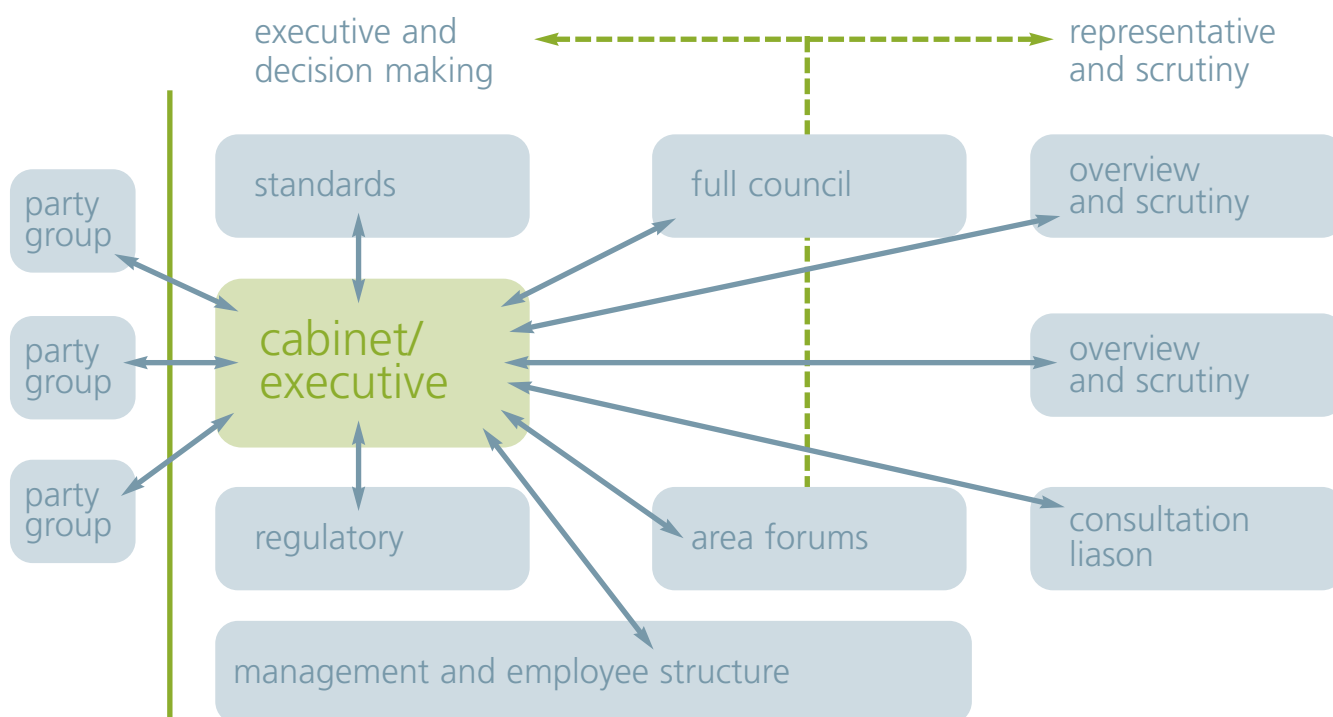 executive and
decision making
representative
and scrutiny
standards
full council
overview
and scrutiny
party
group
cabinet/
executive
party
group
overview
and scrutiny
party
group
regulatory
area forums
consultation
liason
management and employee structure